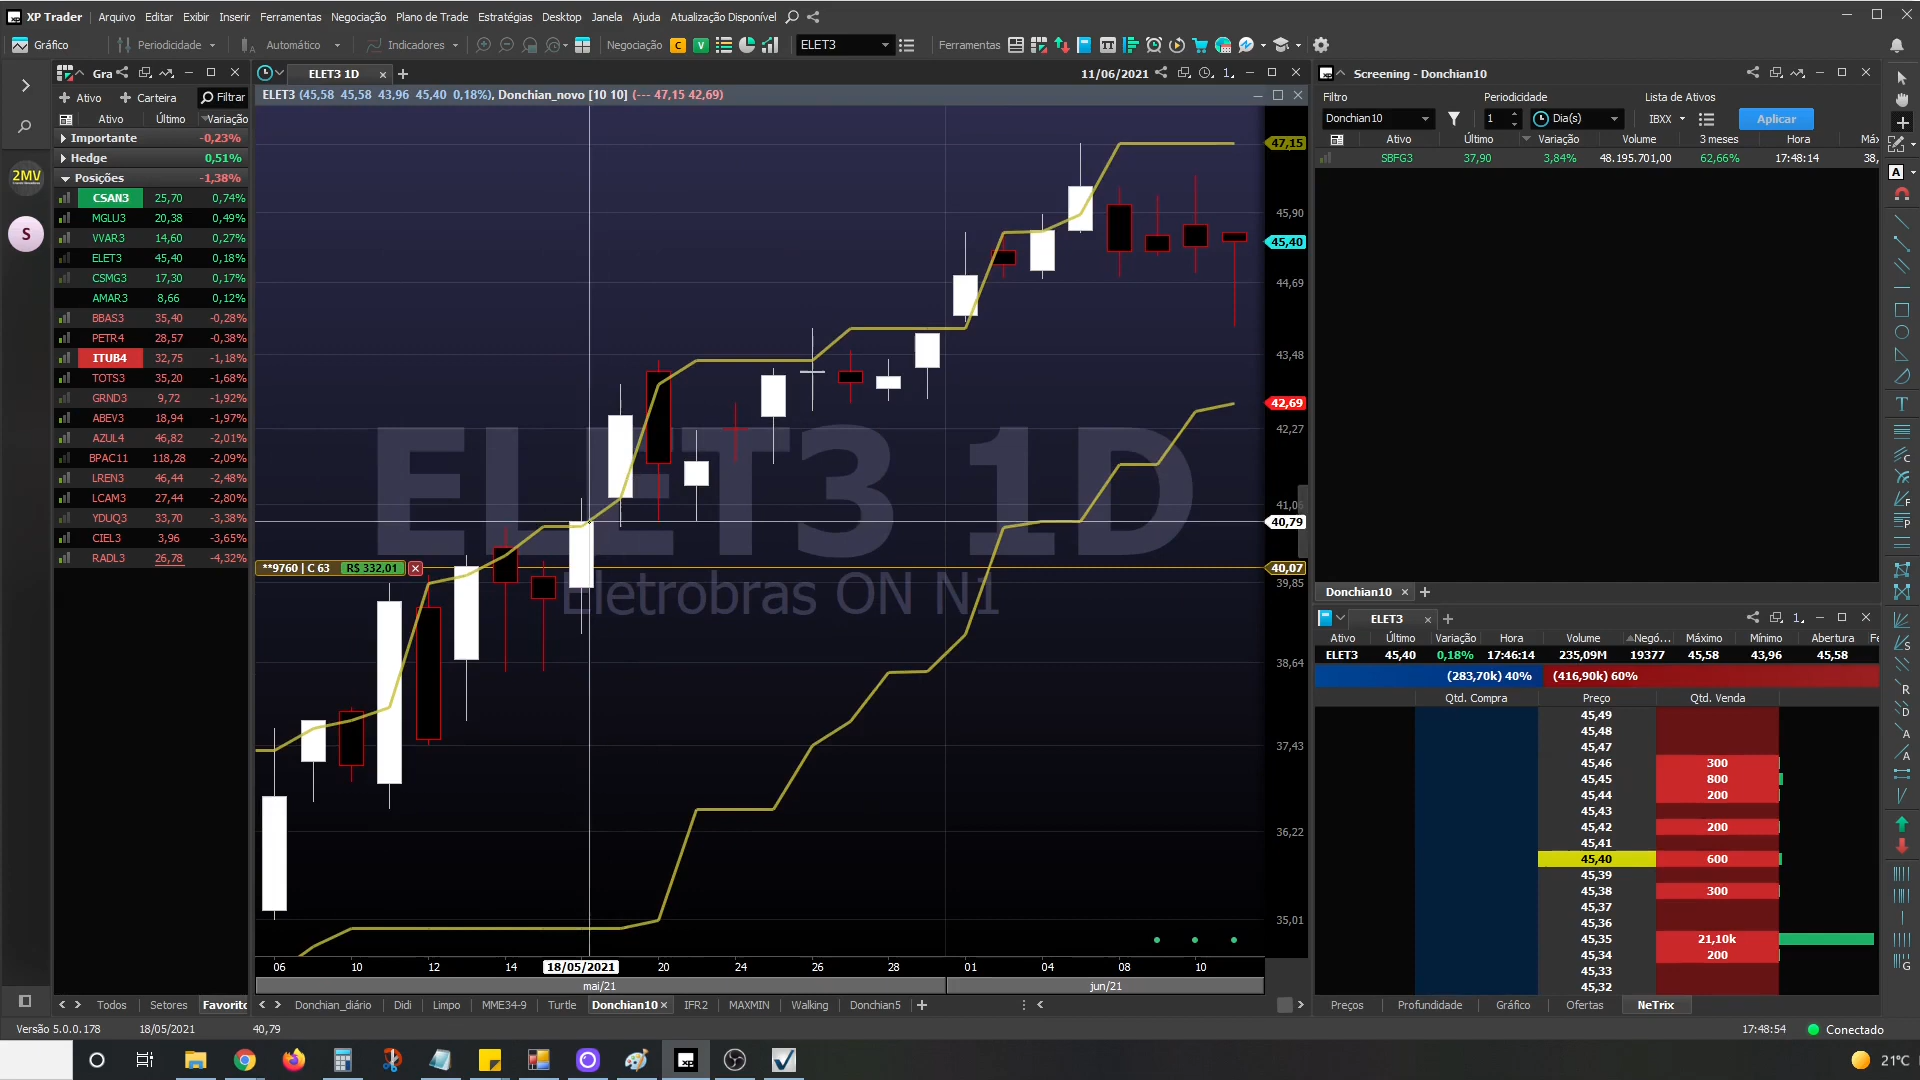 XP Trader Arquivo Editar Exibir Inserir Ferramentas Negociação Plano de Trade Estratégias Desktop Janela Ajuda Atualização Disponível
Gráfico Periodicidade Automático Indicadores Negociação C V ELET3 Ferramentas
Gra
Ativo Carteira Filtrar
Ativo Último Variação
Importante -0,23%
Hedge 0,51%
Posições -1,38%
CSAN3 25,70 0,74%
MGLU3 20,38 0,49%
VVAR3 14,60 0,27%
ELET3 45,40 0,18%
CSMG3 17,30 0,17%
AMAR3 8,66 0,12%
BBAS3 35,40 -0,28%
PETR4 28,57 -0,38%
ITUB4 32,75 -1,18%
TOTS3 35,20 -1,68%
GRND3 9,72 -1,92%
ABEV3 18,94 -1,97%
AZUL4 46,82 -2,01%
BPAC11 118,28 -2,09%
LREN3 46,44 -2,48%
LCAM3 27,44 -2,80%
YDUQ3 33,70 -3,38%
CIEL3 3,96 -3,65%
RADL3 26,78 -4,32%
2MV
S
Todos Setores Favorito
ELET3 1D 11/06/2021 1
ELET3 (45,58 45,58 43,96 45,40 0,18%), Donchian_novo [10 10] (--- 47,15 42,69)
47,15
45,90
45,40
44,69
43,48
42,69
42,27
41,06
40,79
40,07
39,85
38,64
37,43
36,22
35,01
ELET3 1D
Eletrobras ON N1
**9760 | C 63 R$ 332,01
06 10 12 14 18/05/2021 20 24 26 28 01 04 08 10
mai/21 jun/21
Donchian_diário Didi Limpo MME34-9 Turtle Donchian10 IFR2 MAXMIN Walking Donchian5
Screening - Donchian10
Filtro Periodicidade Lista de Ativos
Donchian10 1 Dia(s) IBXX Aplicar
Ativo Último Variação Volume 3 meses Hora Máx
SBFG3 37,90 3,84% 48.195.701,00 62,66% 17:48:14 38,
Donchian10
ELET3 1
Ativo Último Variação Hora Volume Negó... Máximo Mínimo Abertura Fe
ELET3 45,40 0,18% 17:46:14 235,09M 19377 45,58 43,96 45,58
(283,70k) 40% (416,90k) 60%
Qtd. Compra Preço Qtd. Venda
45,49
45,48
45,47
45,46 300
45,45 800
45,44 200
45,43
45,42 200
45,41
45,40 600
45,39
45,38 300
45,37
45,36
45,35 21,10k
45,34 200
45,33
45,32
Preços Profundidade Gráfico Ofertas NeTrix
Versão 5.0.0.178 18/05/2021 40,79 17:48:54 Conectado
21°C